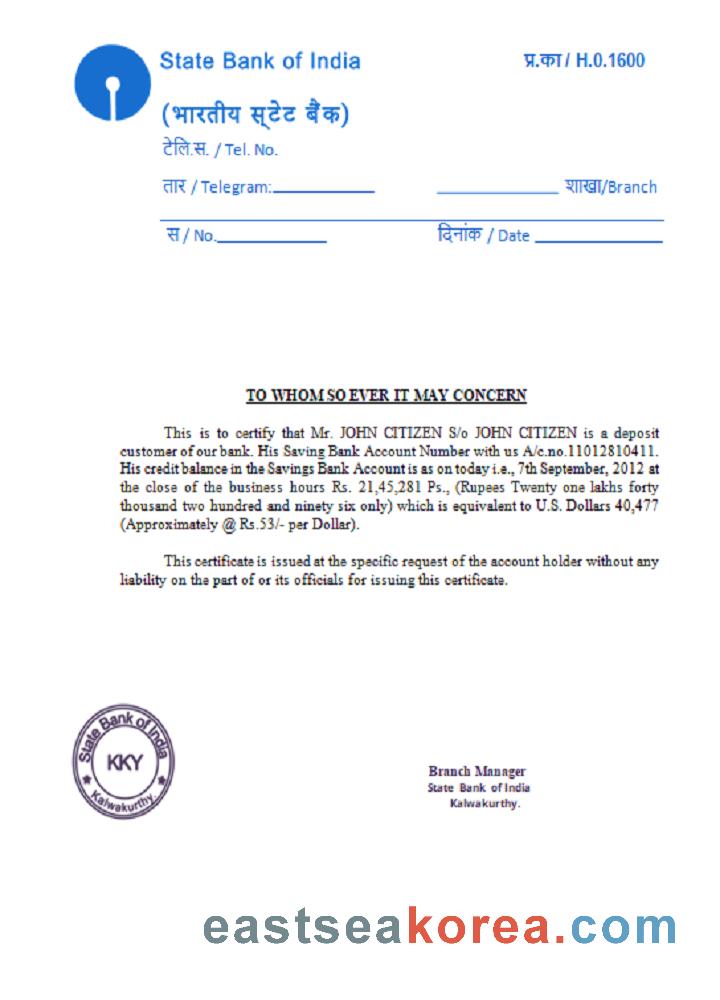 State Bank of India
प्र.का / H.0.1600
(भारतीय स्टेट बैंक)
टेलि.स. / Tel. No.
तार / Telegram:____________ ____________ शाखा/Branch
स / No.____________ दिनांक / Date ____________
TO WHOM SO EVER IT MAY CONCERN
This is to certify that Mr. JOHN CITIZEN S/o JOHN CITIZEN is a deposit
customer of our bank. His Saving Bank Account Number with us A/c.no.11012810411.
His credit balance in the Savings Bank Account is as on today i.e., 7th September, 2012 at
the close of the business hours Rs. 21,45,281 Ps., (Rupees Twenty one lakhs forty
thousand two hundred and ninety six only) which is equivalent to U.S. Dollars 40,477
(Approximately @ Rs.53/- per Dollar).
This certificate is issued at the specific request of the account holder without any
liability on the part of or its officials for issuing this certificate.
State Bank of India
KKY
Kalwakurthy.
Branch Manager
State Bank of India
Kalwakurthy.
eastseakorea.com